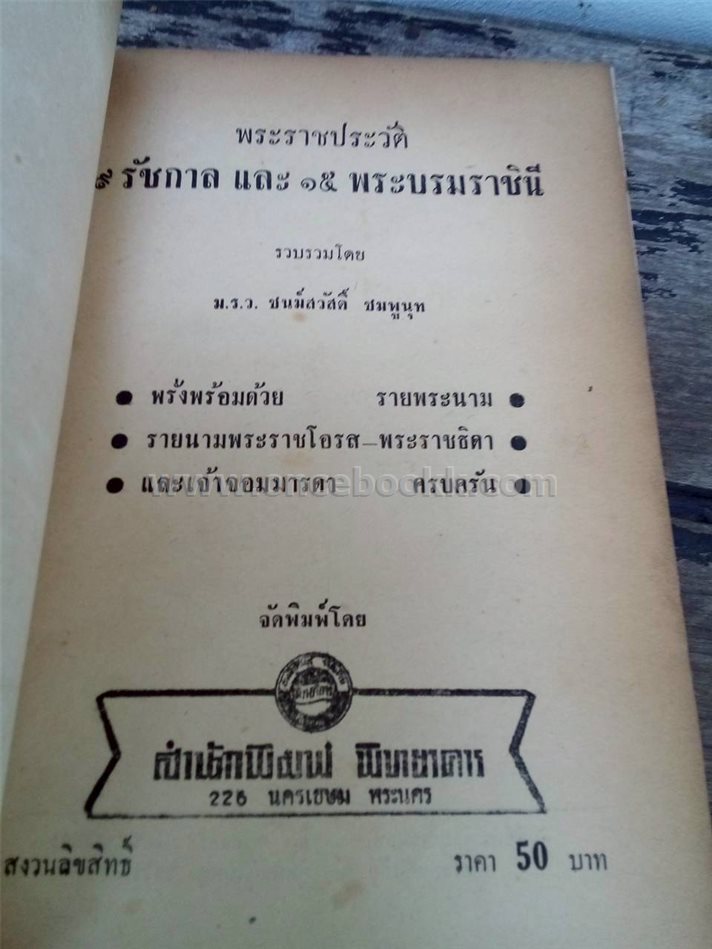 พระราชประวัติ
๙ รัชกาล และ ๑๕ พระบรมราชินี
รวบรวมโดย
ม.ร.ว. ชนม์สวัสดิ์ ชมพูนุท
● พรั่งพร้อมด้วย รายพระนาม ●
● รายนามพระราชโอรส–พระราชธิดา ●
● และเจ้าจอมมารดา ครบครัน ●
จัดพิมพ์โดย
สำนักพิมพ์ พิทยาคาร
226 นครเขษม พระนคร
สงวนลิขสิทธิ์ ราคา 50 บาท